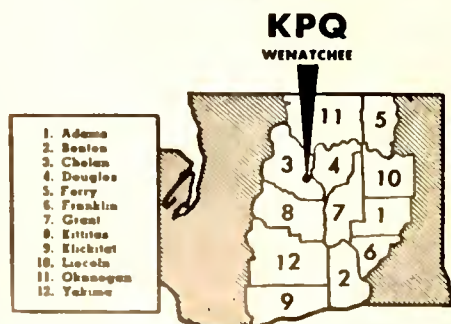 KPQ
WENATCHEE
1. Adams
2. Benton
3. Chelan
4. Douglas
5. Ferry
6. Franklin
7. Grant
8. Kittitas
9. Klickitat
10. Lincoln
11. Okanogan
12. Yakima
11
5
3
4
10
8
7
1
6
12
2
9